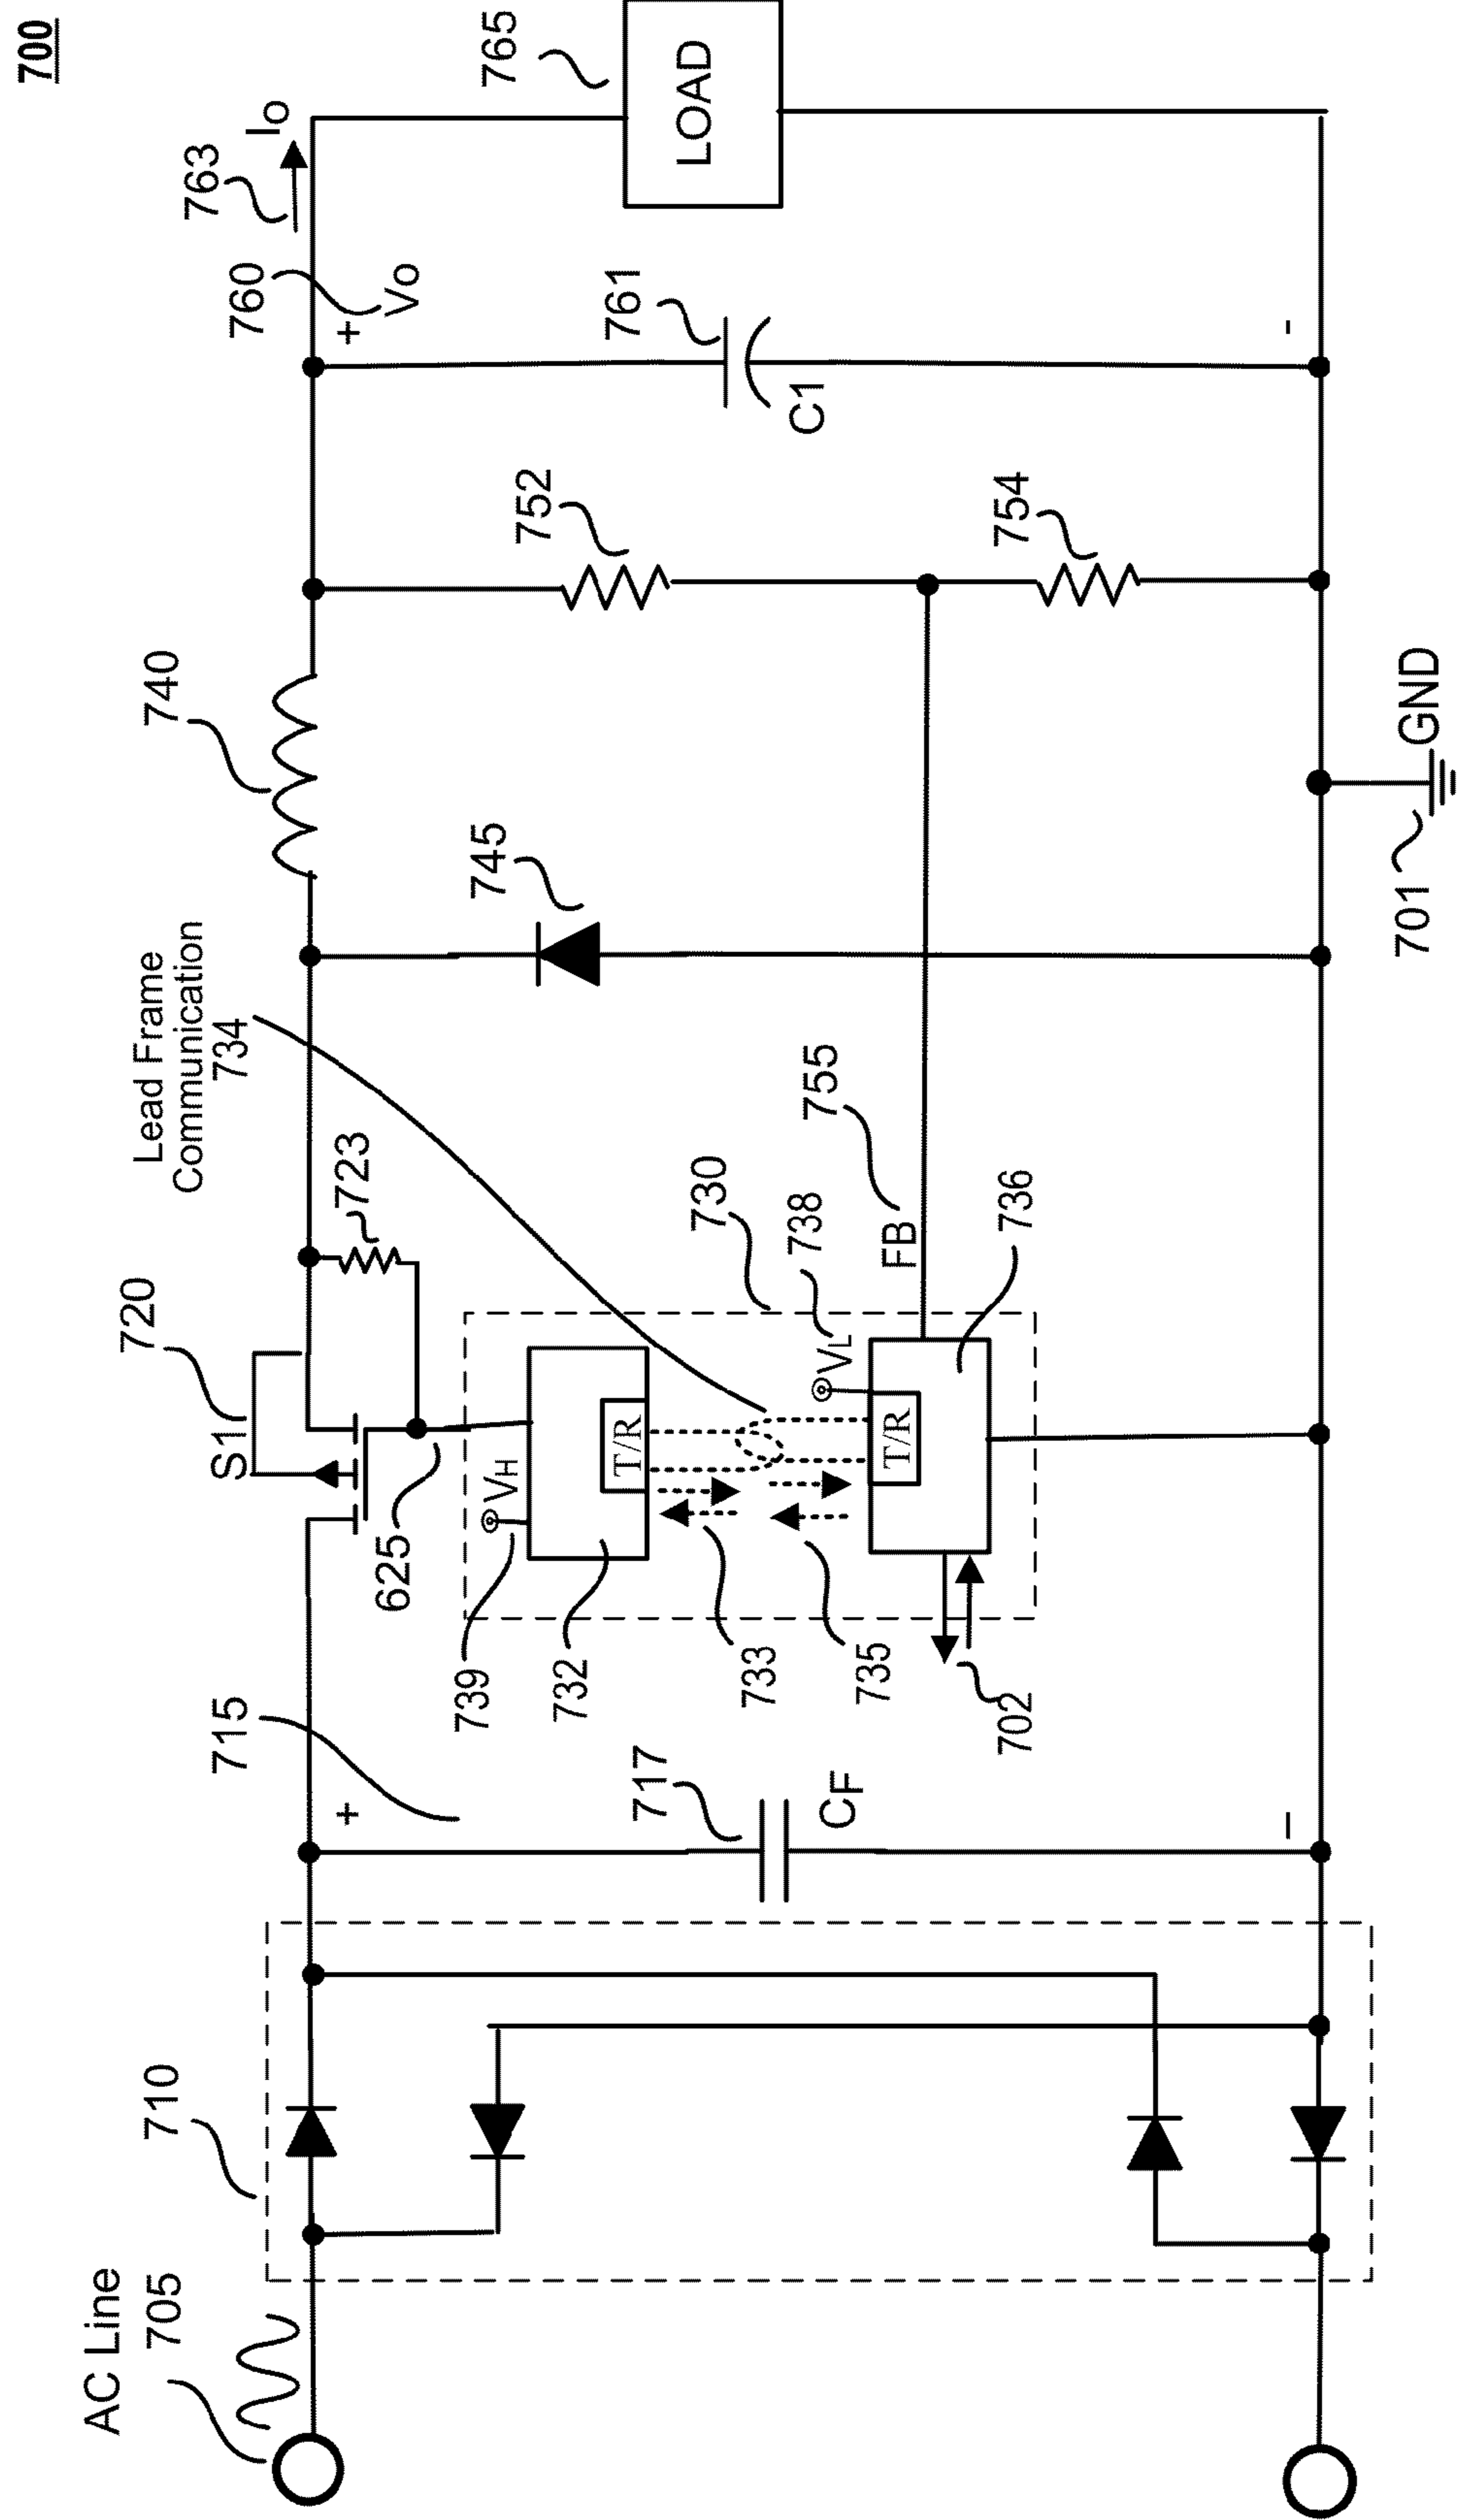 700
AC Line
705
710
715
+
717
CF
–
720
S1
625
723
Lead Frame
Communication
734
739
VH
732
T/R
733
735
730
738
VL
T/R
736
702
755
FB
745
740
701
GND
752
754
760
+
Vo
763
Io
761
C1
-
765
LOAD